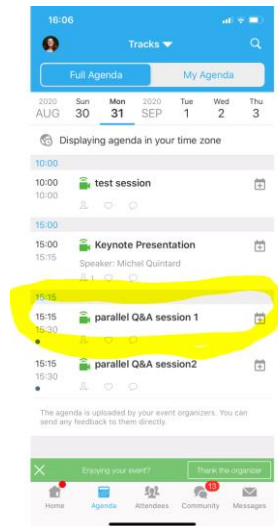 16:06
Tracks
Full Agenda My Agenda
2020 Sun Mon 2020 Tue Wed Thu
AUG 30 31 SEP 1 2 3
Displaying agenda in your time zone
10:00
10:00 test session
10:00
15:00
15:00 Keynote Presentation
15:15 Speaker: Michel Quintard
1
15:15
15:15 parallel Q&A session 1
15:30
15:15 parallel Q&A session2
15:30
The agenda is uploaded by your event organizers. You can
send any feedback to them directly.
Enjoying your event? Thank the organizer
13
Home Agenda Attendees Community Messages